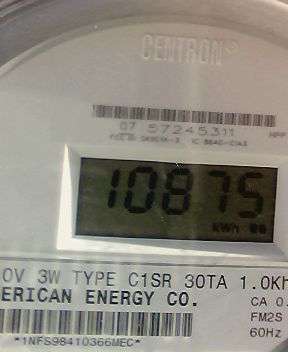 CENTRON®
07 57245311
HPP
10875
kWh
0V 3W TYPE C1SR 30TA 1.0Kh
ERICAN ENERGY CO.
CA 0.
FM2S
60Hz
*1NFS98410366MEC*